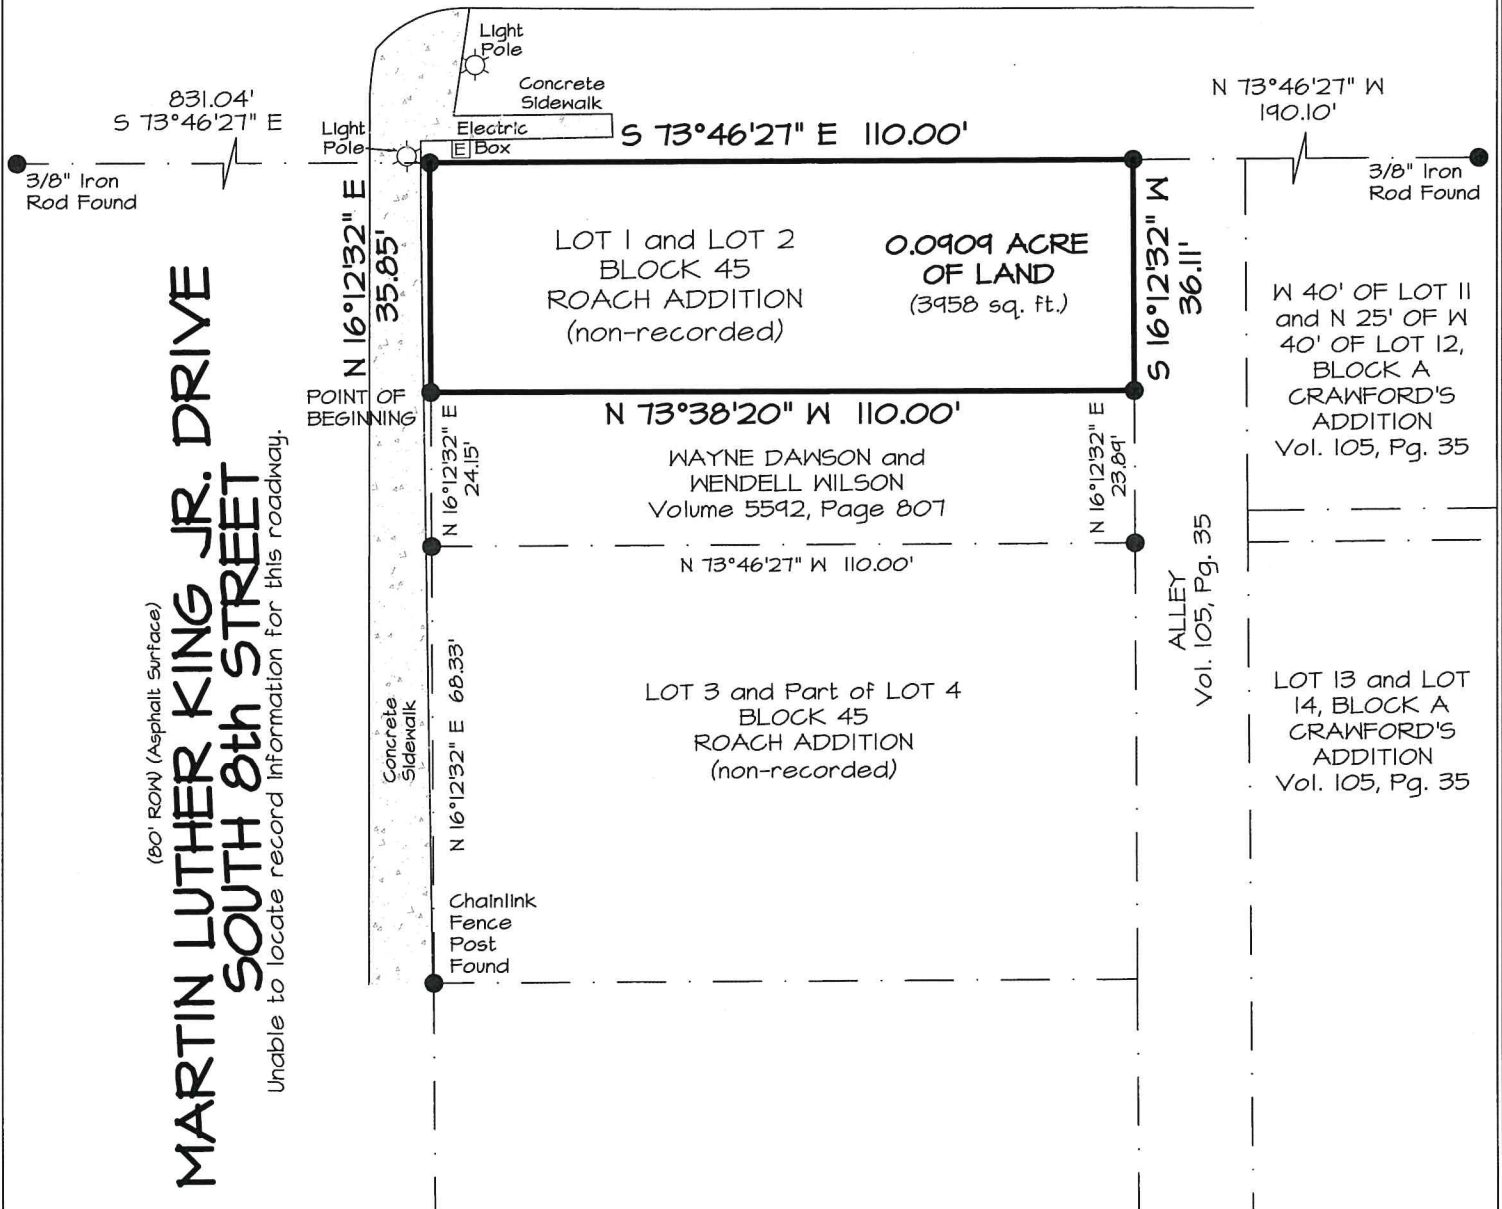 Light
Pole
Concrete
Sidewalk
831.04'
S 73°46'27" E
Light
Pole
Electric
E Box
S 73°46'27" E 110.00'
N 73°46'27" W
190.10'
3/8" Iron
Rod Found
3/8" Iron
Rod Found
N 16°12'32" E
35.85'
LOT 1 and LOT 2
BLOCK 45
ROACH ADDITION
(non-recorded)
0.0909 ACRE
OF LAND
(3958 sq. ft.)
S 16°12'32" W
36.11'
W 40' OF LOT 11
and N 25' OF W
40' OF LOT 12,
BLOCK A
CRAWFORD'S
ADDITION
Vol. 105, Pg. 35
POINT OF
BEGINNING
N 73°38'20" W 110.00'
N 16°12'32" E
24.15'
WAYNE DAWSON and
WENDELL WILSON
Volume 5592, Page 807
N 16°12'32" E
23.89'
N 73°46'27" W 110.00'
ALLEY
Vol. 105, Pg. 35
(80' ROW) (Asphalt Surface)
MARTIN LUTHER KING JR. DRIVE
SOUTH 8th STREET
Unable to locate record information for this roadway.
Concrete
Sidewalk
N 16°12'32" E 68.33'
LOT 3 and Part of LOT 4
BLOCK 45
ROACH ADDITION
(non-recorded)
LOT 13 and LOT
14, BLOCK A
CRAWFORD'S
ADDITION
Vol. 105, Pg. 35
Chainlink
Fence
Post
Found